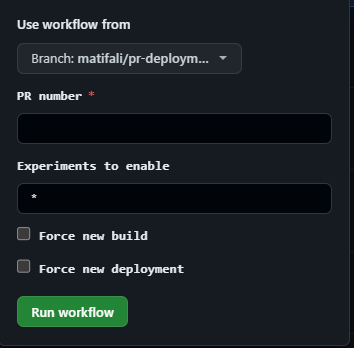 Use workflow from
Branch: matifali/pr-deploym...
PR number *
Experiments to enable
*
Force new build
Force new deployment
Run workflow